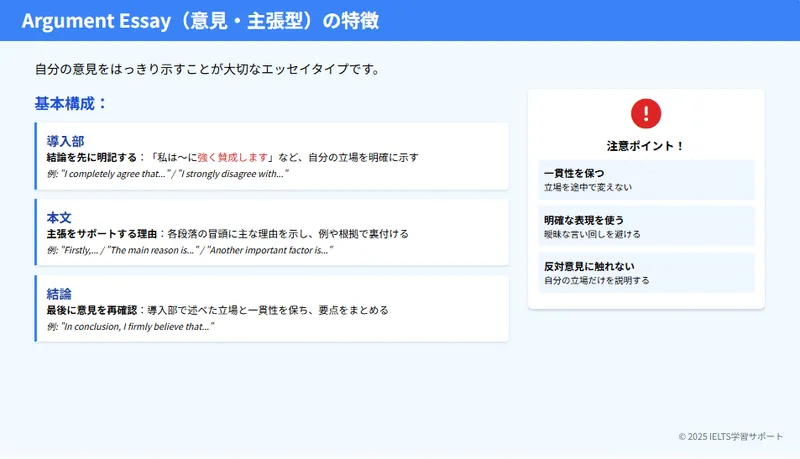 Argument Essay（意見・主張型）の特徴
自分の意見をはっきり示すことが大切なエッセイタイプです。
基本構成：
導入部
結論を先に明記する：「私は〜に強く賛成します」など、自分の立場を明確に示す
例: "I completely agree that..." / "I strongly disagree with..."
本文
主張をサポートする理由：各段落の冒頭に主な理由を示し、例や根拠で裏付ける
例: "Firstly,... / "The main reason is..." / "Another important factor is..."
結論
最後に意見を再確認：導入部で述べた立場と一貫性を保ち、要点をまとめる
例: "In conclusion, I firmly believe that..."
!
注意ポイント！
一貫性を保つ
立場を途中で変えない
明確な表現を使う
曖昧な言い回しを避ける
反対意見に触れない
自分の立場だけを説明する
© 2025 IELTS学習サポート